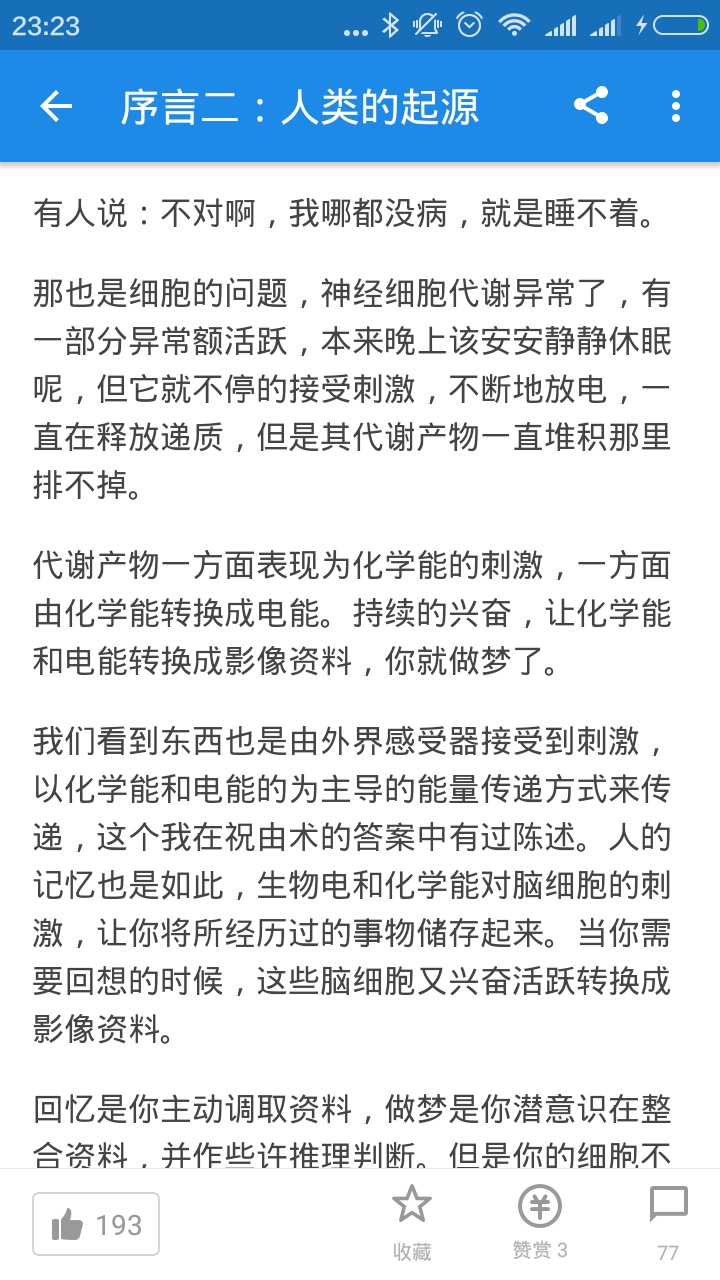 23:23
序言二：人类的起源
有人说：不对啊，我哪都没病，就是睡不着。
那也是细胞的问题，神经细胞代谢异常了，有
一部分异常额活跃，本来晚上该安安静静休眠
呢，但它就不停的接受刺激，不断地放电，一
直在释放递质，但是其代谢产物一直堆积那里
排不掉。
代谢产物一方面表现为化学能的刺激，一方面
由化学能转换成电能。持续的兴奋，让化学能
和电能转换成影像资料，你就做梦了。
我们看到东西也是由外界感受器接受到刺激，
以化学能和电能的为主导的能量传递方式来传
递，这个我在祝由术的答案中有过陈述。人的
记忆也是如此，生物电和化学能对脑细胞的刺
激，让你将所经历过的事物储存起来。当你需
要回想的时候，这些脑细胞又兴奋活跃转换成
影像资料。
回忆是你主动调取资料，做梦是你潜意识在整
合资料，并作些许推理判断。但是你的细胞不
193
收藏
赞赏 3
77